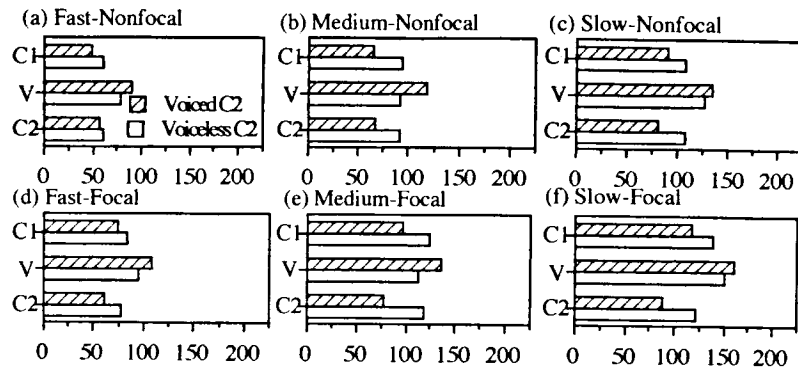 (a) Fast-Nonfocal
C1
V
C2
Voiced C2
Voiceless C2
0 50 100 150 200
(b) Medium-Nonfocal
C1
V
C2
0 50 100 150 200
(c) Slow-Nonfocal
C1
V
C2
0 50 100 150 200
(d) Fast-Focal
C1
V
C2
0 50 100 150 200
(e) Medium-Focal
C1
V
C2
0 50 100 150 200
(f) Slow-Focal
C1
V
C2
0 50 100 150 200